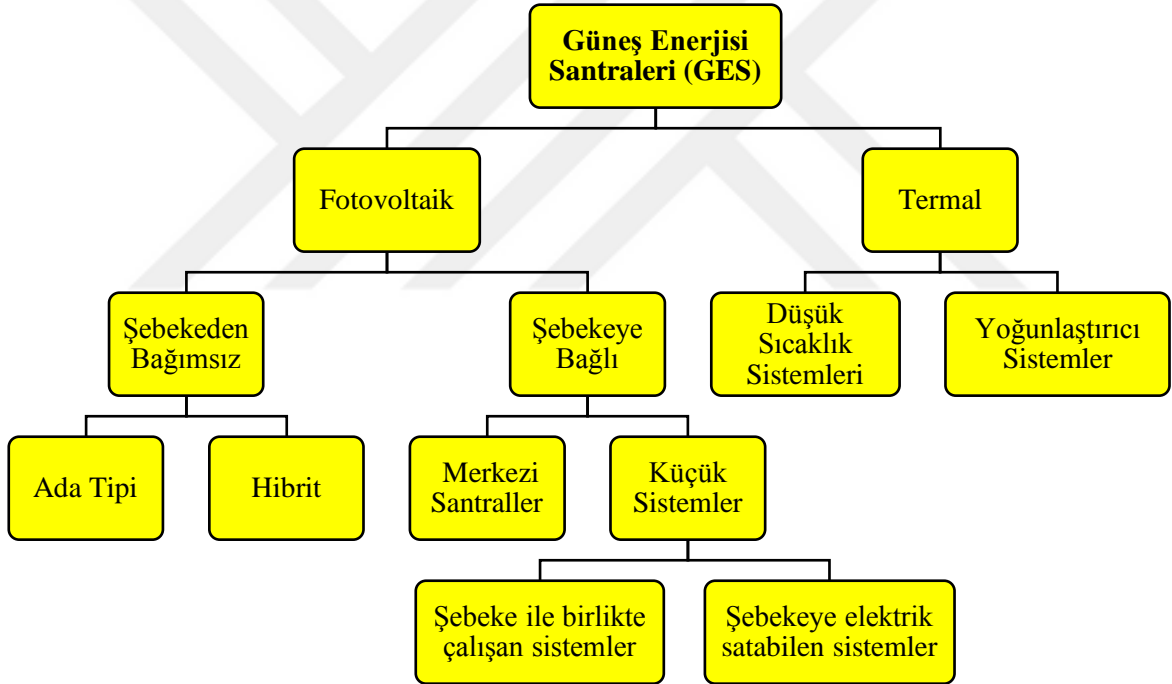 Güneş Enerjisi
Santraleri (GES)
Fotovoltaik
Termal
Şebekeden
Bağımsız
Şebekeye
Bağlı
Düşük
Sıcaklık
Sistemleri
Yoğunlaştırıcı
Sistemler
Ada Tipi
Hibrit
Merkezi
Santraller
Küçük
Sistemler
Şebeke ile birlikte
çalışan sistemler
Şebekeye elektrik
satabilen sistemler